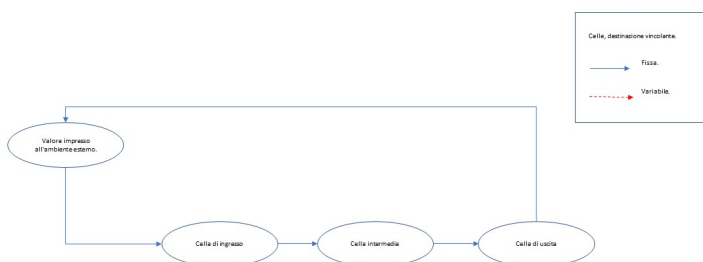 Celle, destinazione vincolante.
Fissa.
Variabile.
Valore impresso
all'ambiente esterno.
Cella di ingresso
Cella intermedia
Cella di uscita